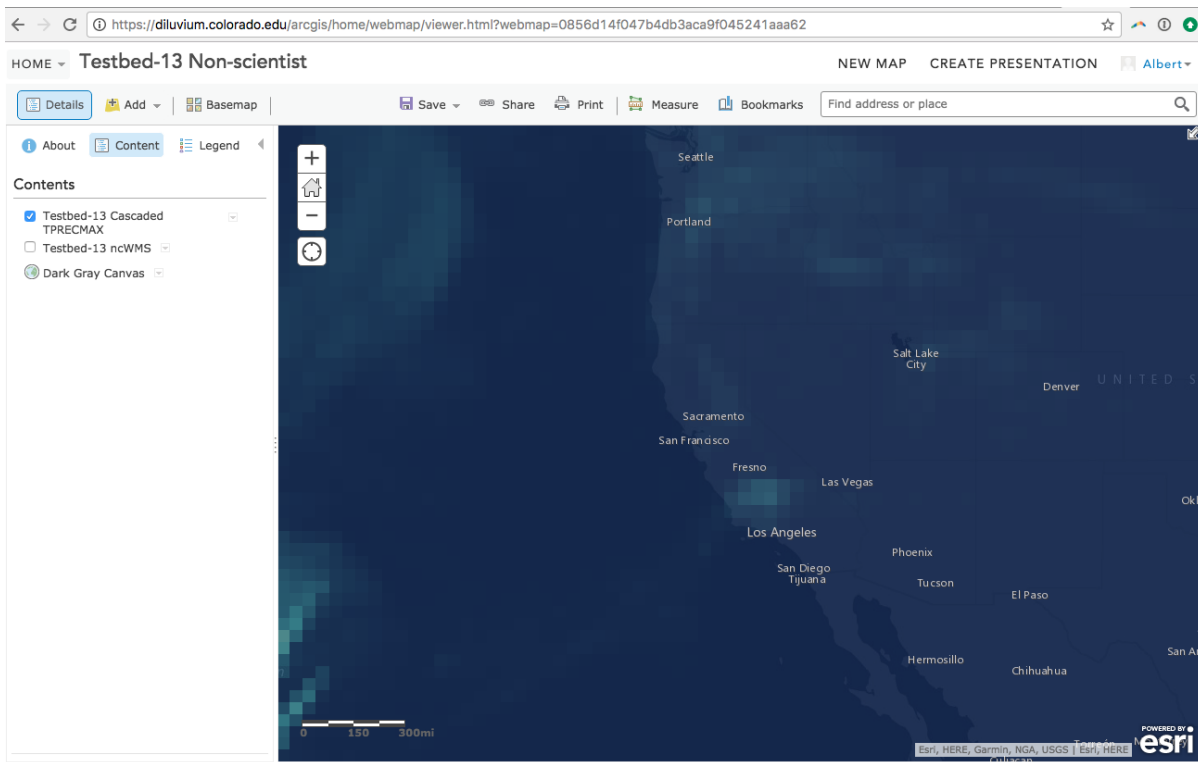 https://diluvium.colorado.edu/arcgis/home/webmap/viewer.html?webmap=0856d14f047b4db3aca9f045241aaa62
HOME Testbed-13 Non-scientist NEW MAP CREATE PRESENTATION Albert
Details Add Basemap Save Share Print Measure Bookmarks Find address or place
About Content Legend
Contents
Testbed-13 Cascaded
TPRECMAX
Testbed-13 ncWMS
Dark Gray Canvas
+
−
Seattle
Portland
Salt Lake
City
UNITED S
Denver
Sacramento
San Francisco
Fresno
Las Vegas
Okl
Los Angeles
Phoenix
San Diego
Tijuana
Tucson
El Paso
San A
Hermosillo
Chihuahua
0 150 300mi
POWERED BY
esri
Esri, HERE, Garmin, NGA, USGS | Esri, HERE
Culiacan